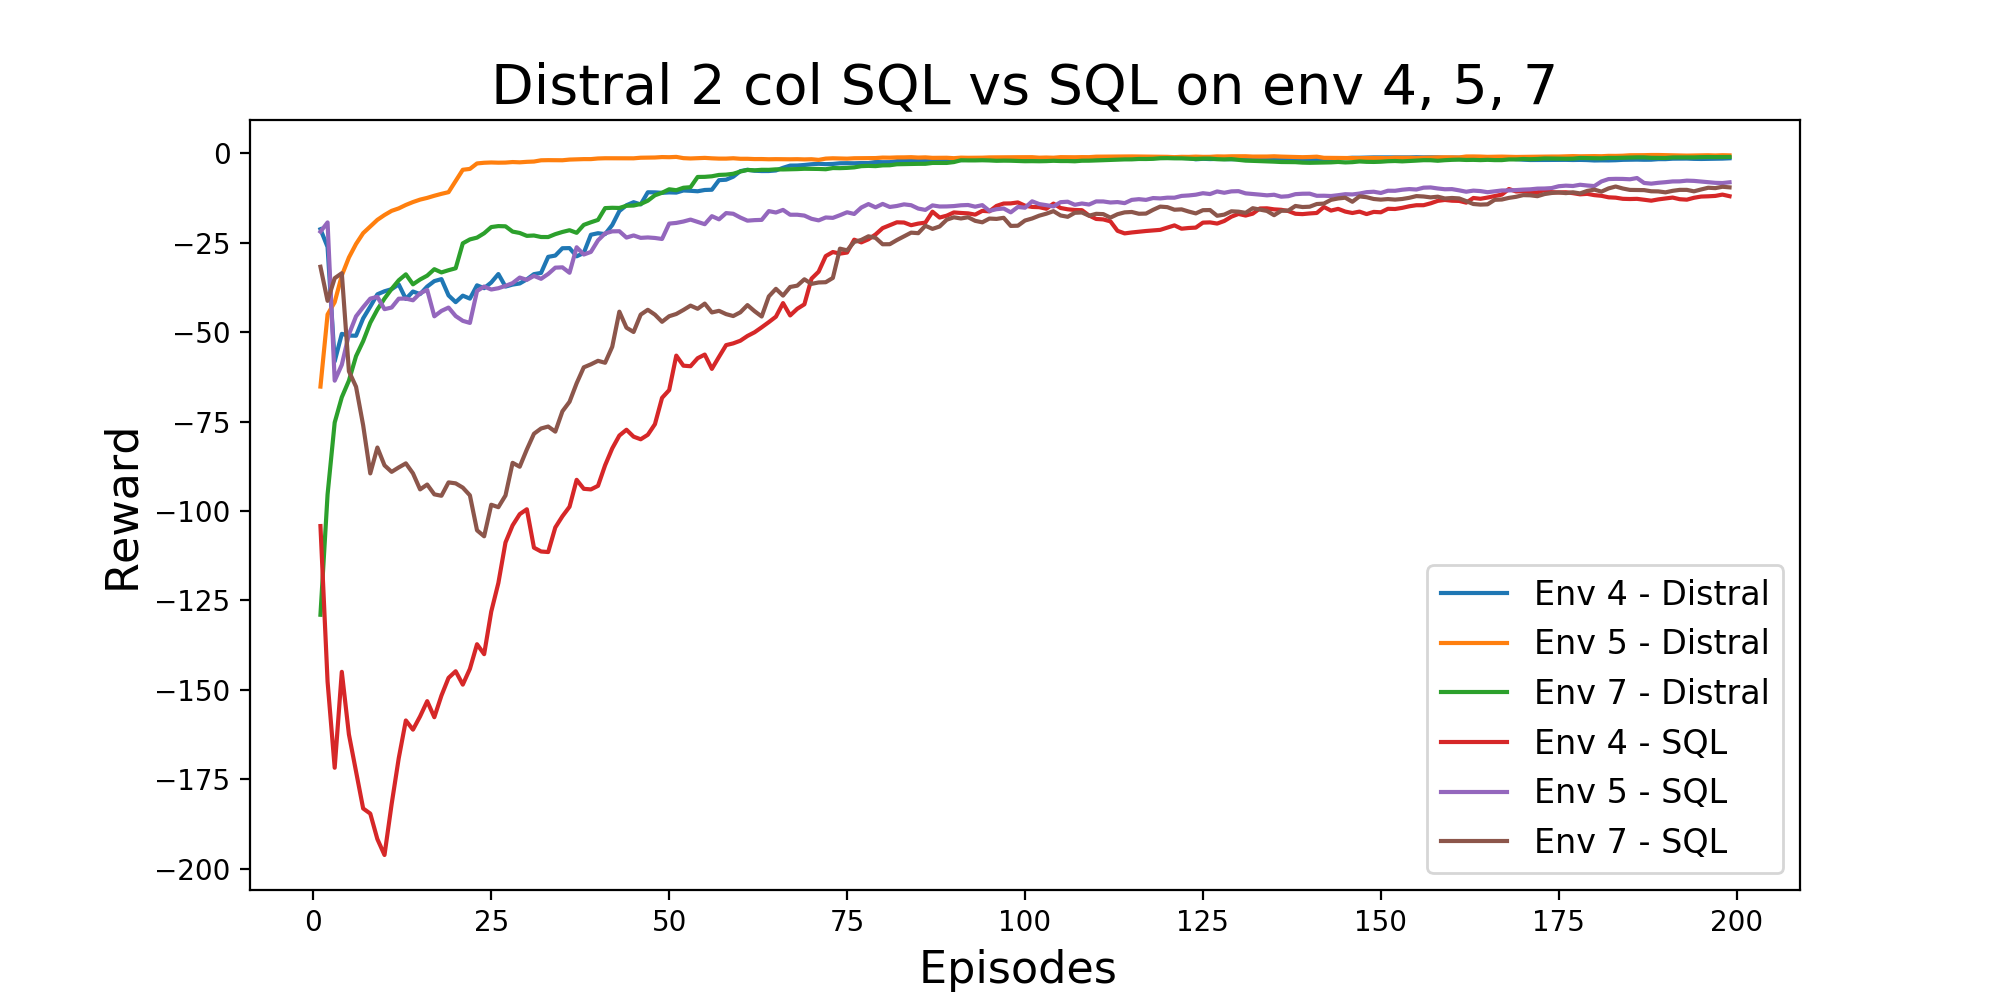 Distral 2 col SQL vs SQL on env 4, 5, 7
0
−25
−50
−75
−100
−125
−150
−175
−200
Reward
0 25 50 75 100 125 150 175 200
Episodes
Env 4 - Distral
Env 5 - Distral
Env 7 - Distral
Env 4 - SQL
Env 5 - SQL
Env 7 - SQL